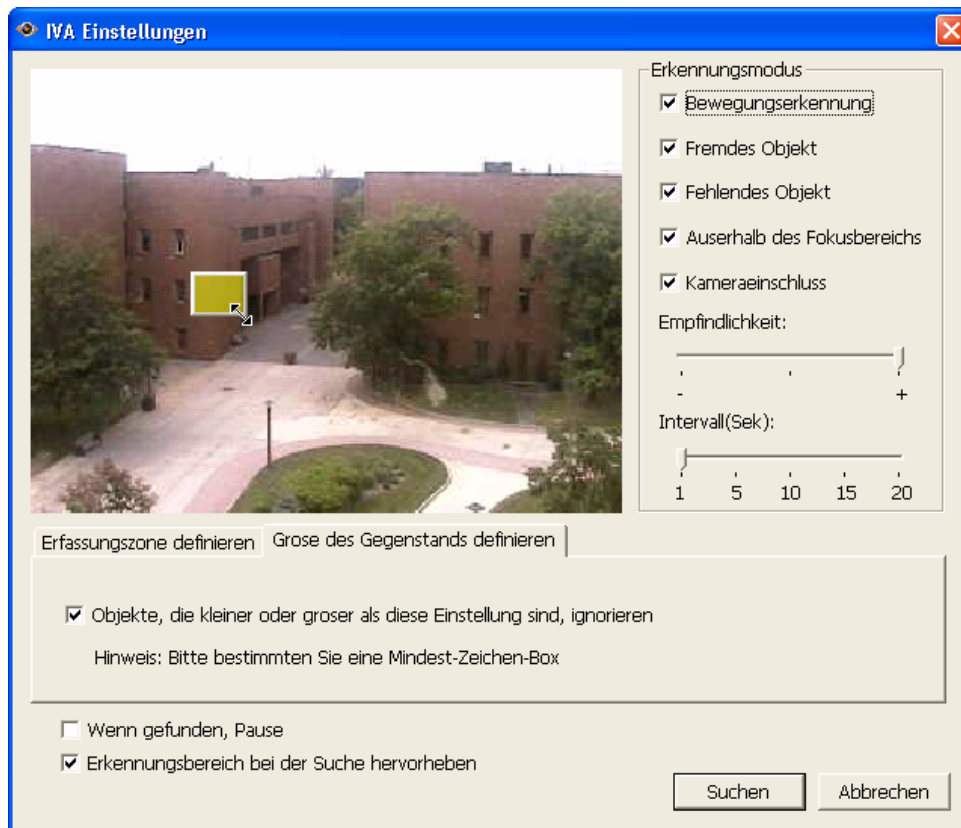 IVA Einstellungen
Erkennungsmodus
Bewegungserkennung
Fremdes Objekt
Fehlendes Objekt
Auserhalb des Fokusbereichs
Kameraeinschluss
Empfindlichkeit:
- +
Intervall(Sek):
1 5 10 15 20
Erfassungszone definieren Grose des Gegenstands definieren
Objekte, die kleiner oder groser als diese Einstellung sind, ignorieren
Hinweis: Bitte bestimmten Sie eine Mindest-Zeichen-Box
Wenn gefunden, Pause
Erkennungsbereich bei der Suche hervorheben
Suchen Abbrechen